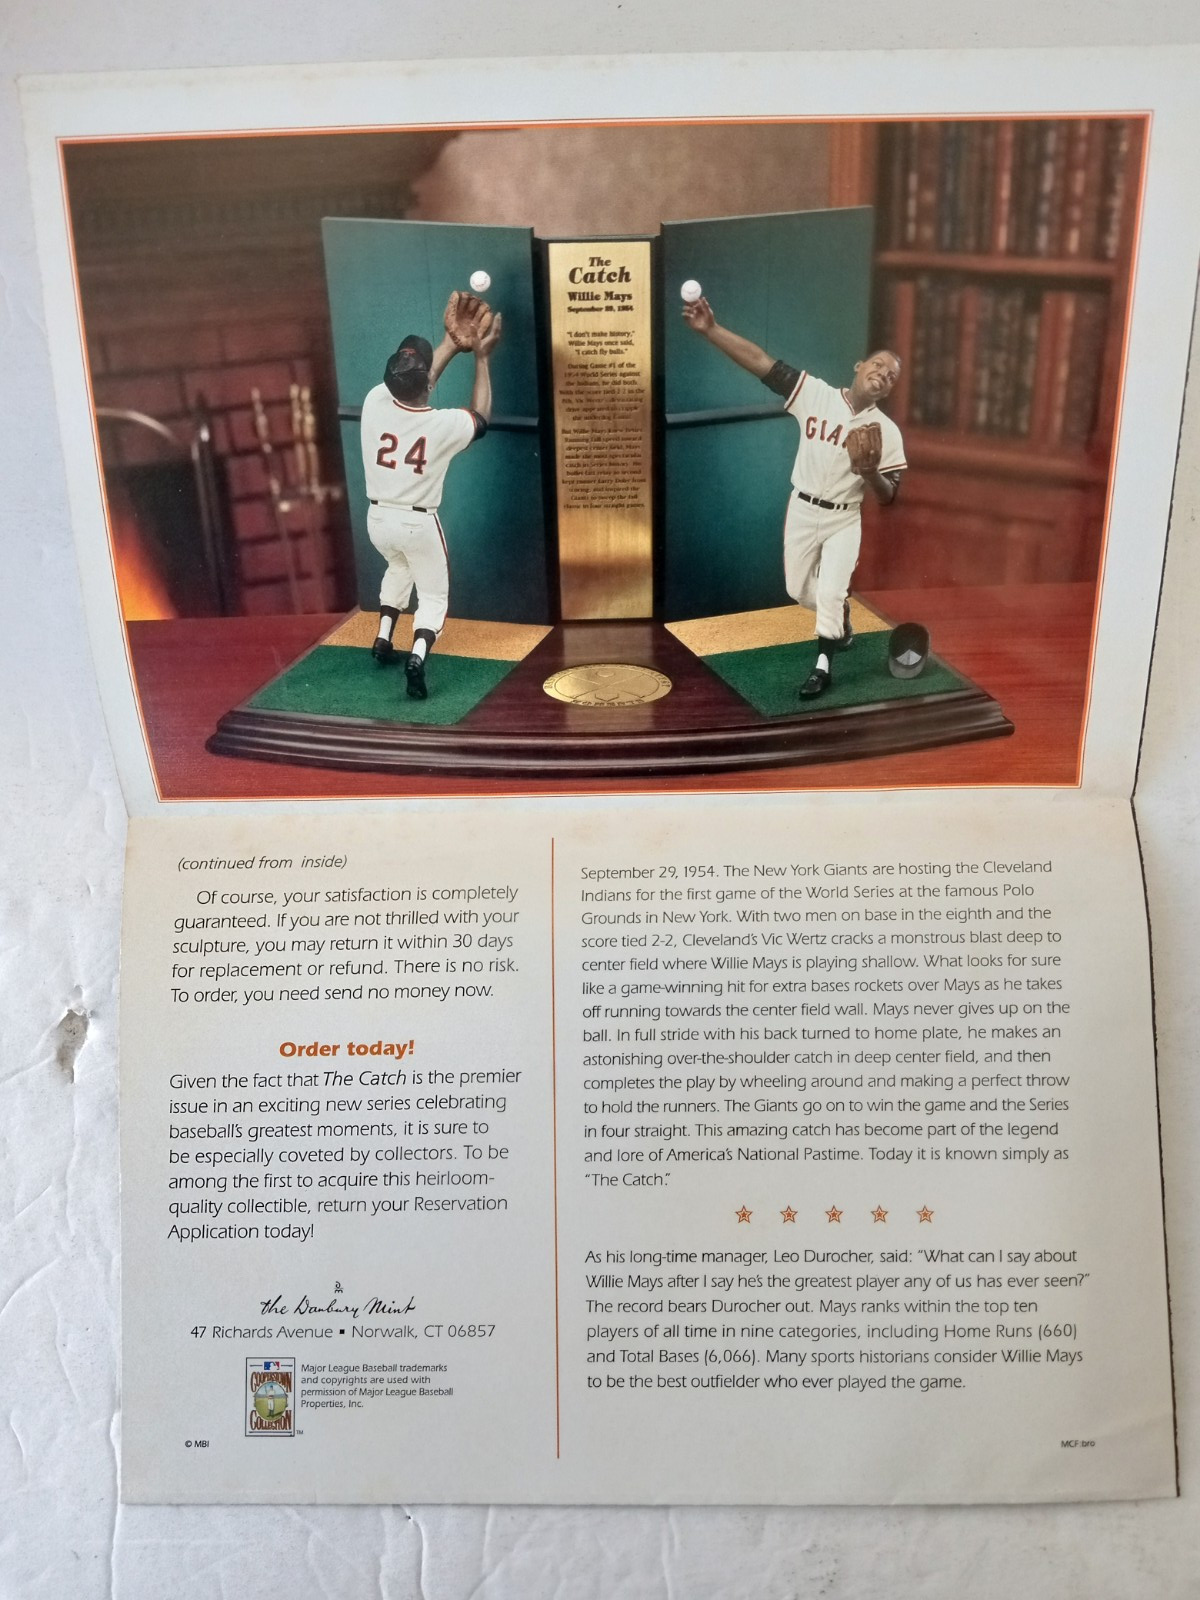 The
Catch
Willie Mays
September 29, 1954
"I don't make history,"
Willie Mays once said,
"I catch fly balls."
During Game #1 of the
1954 World Series against
the Indians, he did both.
24
GIA
(continued from inside)
Of course, your satisfaction is completely
guaranteed. If you are not thrilled with your
sculpture, you may return it within 30 days
for replacement or refund. There is no risk.
To order, you need send no money now.
Order today!
Given the fact that The Catch is the premier
issue in an exciting new series celebrating
baseball's greatest moments, it is sure to
be especially coveted by collectors. To be
among the first to acquire this heirloom-
quality collectible, return your Reservation
Application today!
DM
the Danbury Mint
47 Richards Avenue ▪ Norwalk, CT 06857
COOPERSTOWN
COLLECTION
TM
Major League Baseball trademarks
and copyrights are used with
permission of Major League Baseball
Properties, Inc.
© MBI
September 29, 1954. The New York Giants are hosting the Cleveland
Indians for the first game of the World Series at the famous Polo
Grounds in New York. With two men on base in the eighth and the
score tied 2-2, Cleveland's Vic Wertz cracks a monstrous blast deep to
center field where Willie Mays is playing shallow. What looks for sure
like a game-winning hit for extra bases rockets over Mays as he takes
off running towards the center field wall. Mays never gives up on the
ball. In full stride with his back turned to home plate, he makes an
astonishing over-the-shoulder catch in deep center field, and then
completes the play by wheeling around and making a perfect throw
to hold the runners. The Giants go on to win the game and the Series
in four straight. This amazing catch has become part of the legend
and lore of America's National Pastime. Today it is known simply as
"The Catch."
As his long-time manager, Leo Durocher, said: "What can I say about
Willie Mays after I say he's the greatest player any of us has ever seen?"
The record bears Durocher out. Mays ranks within the top ten
players of all time in nine categories, including Home Runs (660)
and Total Bases (6,066). Many sports historians consider Willie Mays
to be the best outfielder who ever played the game.
MCF:bro